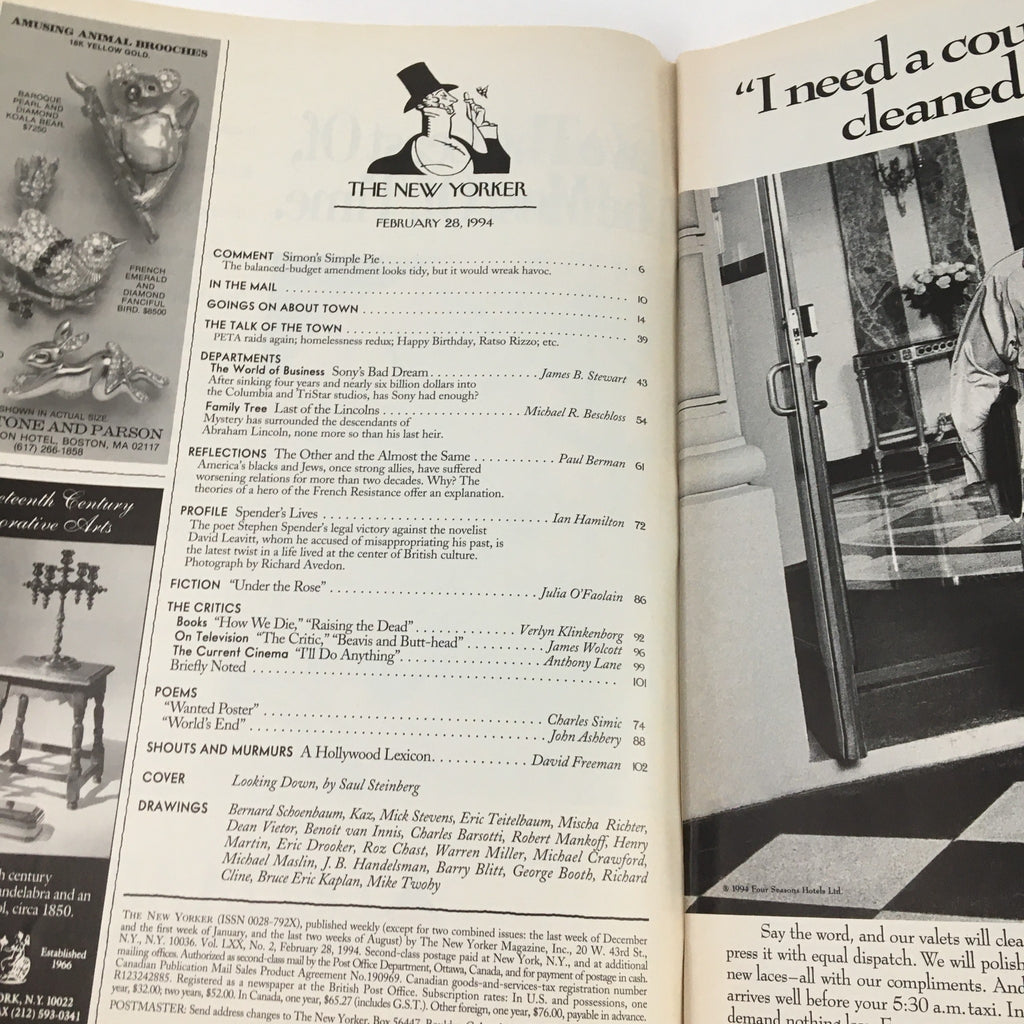 AMUSING ANIMAL BROOCHES
18K YELLOW GOLD.
BAROQUE
PEARL AND
DIAMOND
KOALA BEAR.
$7250
FRENCH
EMERALD
AND
DIAMOND
FANCIFUL
BIRD. $8500
SHOWN IN ACTUAL SIZE.
TONE AND PARSON
ON HOTEL, BOSTON, MA 02117
(617) 266-1858
eteenth Century
orative Arts
h century
andelabra and an
l, circa 1850.
Established
1966
ORK, N.Y. 10022
AX (212) 593-0341
THE NEW YORKER
FEBRUARY 28, 1994
COMMENT Simon's Simple Pie 6
The balanced-budget amendment looks tidy, but it would wreak havoc.
IN THE MAIL 10
GOINGS ON ABOUT TOWN 14
THE TALK OF THE TOWN 39
PETA raids again; homelessness redux; Happy Birthday, Ratso Rizzo; etc.
DEPARTMENTS
The World of Business Sony's Bad Dream James B. Stewart 43
After sinking four years and nearly six billion dollars into
the Columbia and TriStar studios, has Sony had enough?
Family Tree Last of the Lincolns Michael R. Beschloss 54
Mystery has surrounded the descendants of
Abraham Lincoln, none more so than his last heir.
REFLECTIONS The Other and the Almost the Same Paul Berman 61
America's blacks and Jews, once strong allies, have suffered
worsening relations for more than two decades. Why? The
theories of a hero of the French Resistance offer an explanation.
PROFILE Spender's Lives Ian Hamilton 72
The poet Stephen Spender's legal victory against the novelist
David Leavitt, whom he accused of misappropriating his past, is
the latest twist in a life lived at the center of British culture.
Photograph by Richard Avedon.
FICTION "Under the Rose" Julia O'Faolain 86
THE CRITICS
Books "How We Die," "Raising the Dead" Verlyn Klinkenborg 92
On Television "The Critic," "Beavis and Butt-head" James Wolcott 96
The Current Cinema "I'll Do Anything" Anthony Lane 99
Briefly Noted 101
POEMS
"Wanted Poster" Charles Simic 74
"World's End" John Ashbery 88
SHOUTS AND MURMURS A Hollywood Lexicon David Freeman 102
COVER Looking Down, by Saul Steinberg
DRAWINGS Bernard Schoenbaum, Kaz, Mick Stevens, Eric Teitelbaum, Mischa Richter,
Dean Vietor, Benoît van Innis, Charles Barsotti, Robert Mankoff, Henry
Martin, Eric Drooker, Roz Chast, Warren Miller, Michael Crawford,
Michael Maslin, J. B. Handelsman, Barry Blitt, George Booth, Richard
Cline, Bruce Eric Kaplan, Mike Twohy
THE NEW YORKER (ISSN 0028-792X), published weekly (except for two combined issues: the last week of December
and the first week of January, and the last two weeks of August) by The New Yorker Magazine, Inc., 20 W. 43rd St.,
N.Y., N.Y. 10036. Vol. LXX, No. 2, February 28, 1994. Second-class postage paid at New York, N.Y., and at additional
mailing offices. Authorized as second-class mail by the Post Office Department, Ottawa, Canada, and for payment of postage in cash.
Canadian Publication Mail Sales Product Agreement No.190969. Canadian goods-and-services-tax registration number
R123242885. Registered as a newspaper at the British Post Office. Subscription rates: In U.S. and possessions, one
year, $32.00; two years, $52.00. In Canada, one year, $65.27 (includes G.S.T.). Other foreign, one year, $76.00, payable in advance.
POSTMASTER: Send address changes to The New Yorker, Box 56447,
"I need a cou
cleaned
© 1994 Four Seasons Hotels Ltd.
Say the word, and our valets will clea
press it with equal dispatch. We will polish
new laces—all with our compliments. And
arrives well before your 5:30 a.m. taxi. In
demand nothing